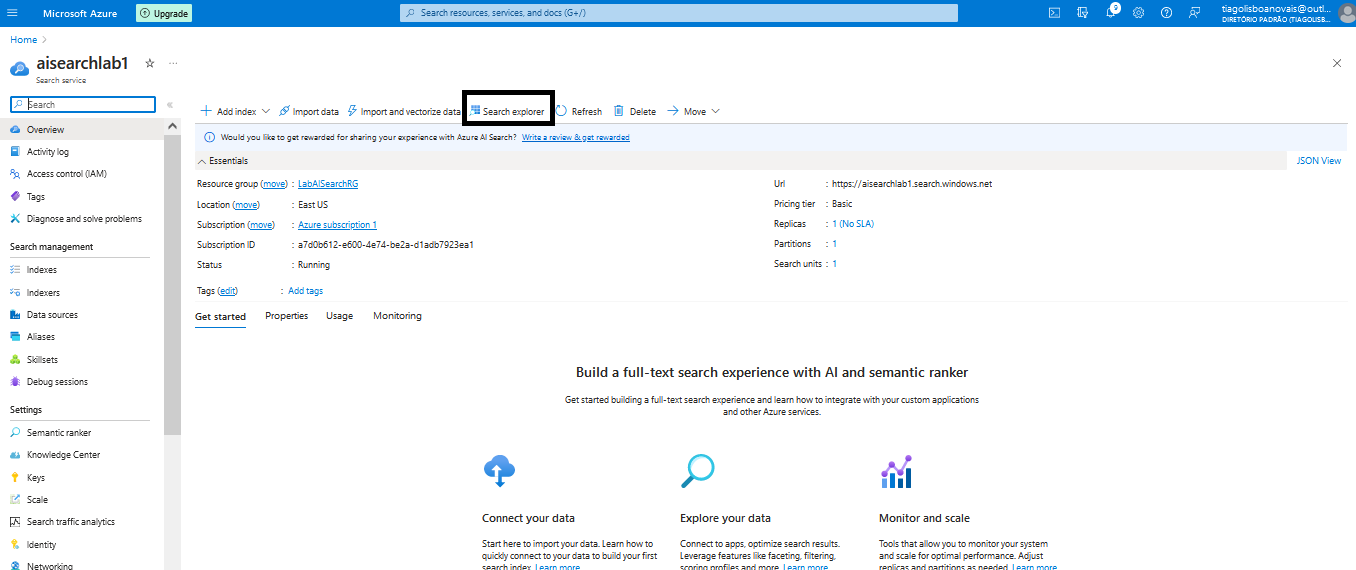 Microsoft Azure
Upgrade
Search resources, services, and docs (G+/)
9
tiagolisboanovais@outl...
DIRETÓRIO PADRÃO (TIAGOLISB...
Home
aisearchlab1
Search service
Search
Add index
Import data
Import and vectorize data
Search explorer
Refresh
Delete
Move
Overview
Activity log
Access control (IAM)
Tags
Diagnose and solve problems
Search management
Indexes
Indexers
Data sources
Aliases
Skillsets
Debug sessions
Settings
Semantic ranker
Knowledge Center
Keys
Scale
Search traffic analytics
Identity
Networking
Would you like to get rewarded for sharing your experience with Azure AI Search? Write a review & get rewarded
Essentials
JSON View
Resource group (move) : LabAISearchRG
Location (move) : East US
Subscription (move) : Azure subscription 1
Subscription ID : a7d0b612-e600-4e74-be2a-d1adb7923ea1
Status : Running
Url : https://aisearchlab1.search.windows.net
Pricing tier : Basic
Replicas : 1 (No SLA)
Partitions : 1
Search units : 1
Tags (edit) : Add tags
Get started
Properties
Usage
Monitoring
Build a full-text search experience with AI and semantic ranker
Get started building a full-text search experience and learn how to integrate with your custom applications
and other Azure services.
Connect your data
Start here to import your data. Learn how to
quickly connect to your data to build your first
search index. Learn more
Explore your data
Connect to apps, optimize search results.
Leverage features like faceting, filtering,
scoring profiles and more. Learn more
Monitor and scale
Tools that allow you to monitor your system
and scale for optimal performance. Adjust
replicas and partitions as needed. Learn more